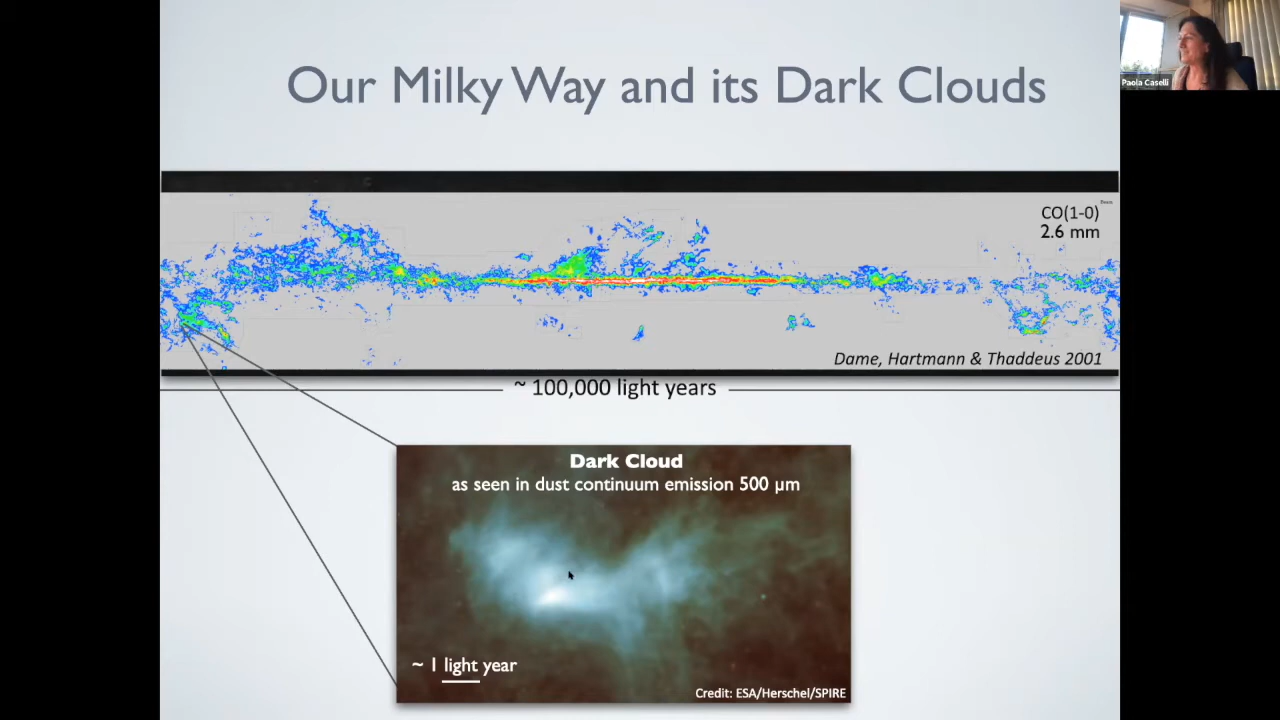 Our Milky Way and its Dark Clouds
Paola Caselli
CO(1-0)
2.6 mm
Dame, Hartmann & Thaddeus 2001
~ 100,000 light years
Dark Cloud
as seen in dust continuum emission 500 µm
~ 1 light year
Credit: ESA/Herschel/SPIRE